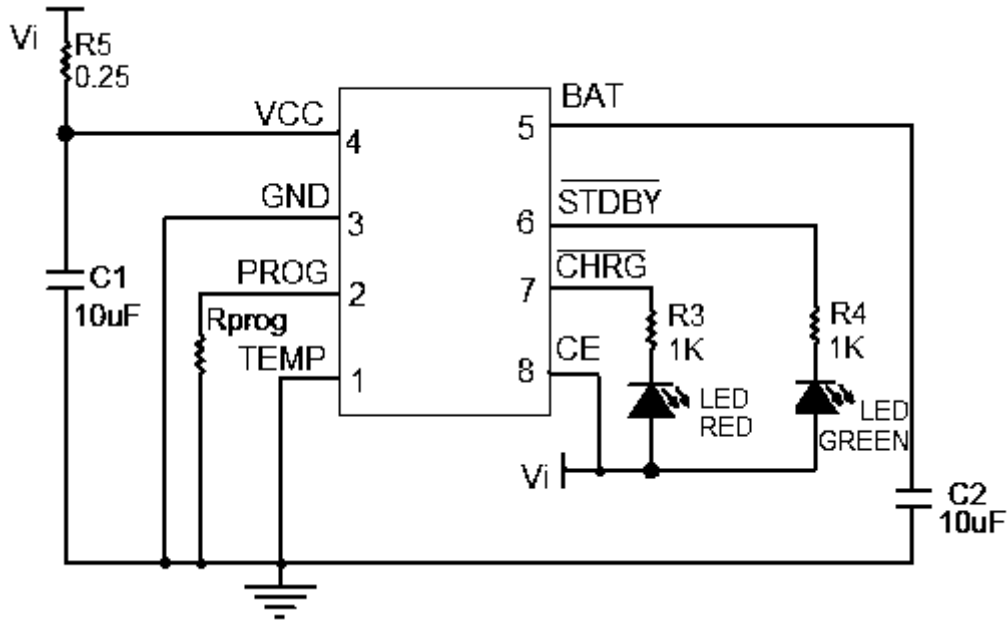 Vi
R5
0.25
VCC
4
GND
3
C1
10uF
PROG
2
Rprog
TEMP
1
BAT
5
STDBY
6
CHRG
7
R3
1K
R4
1K
CE
8
LED
RED
LED
GREEN
Vi
C2
10uF